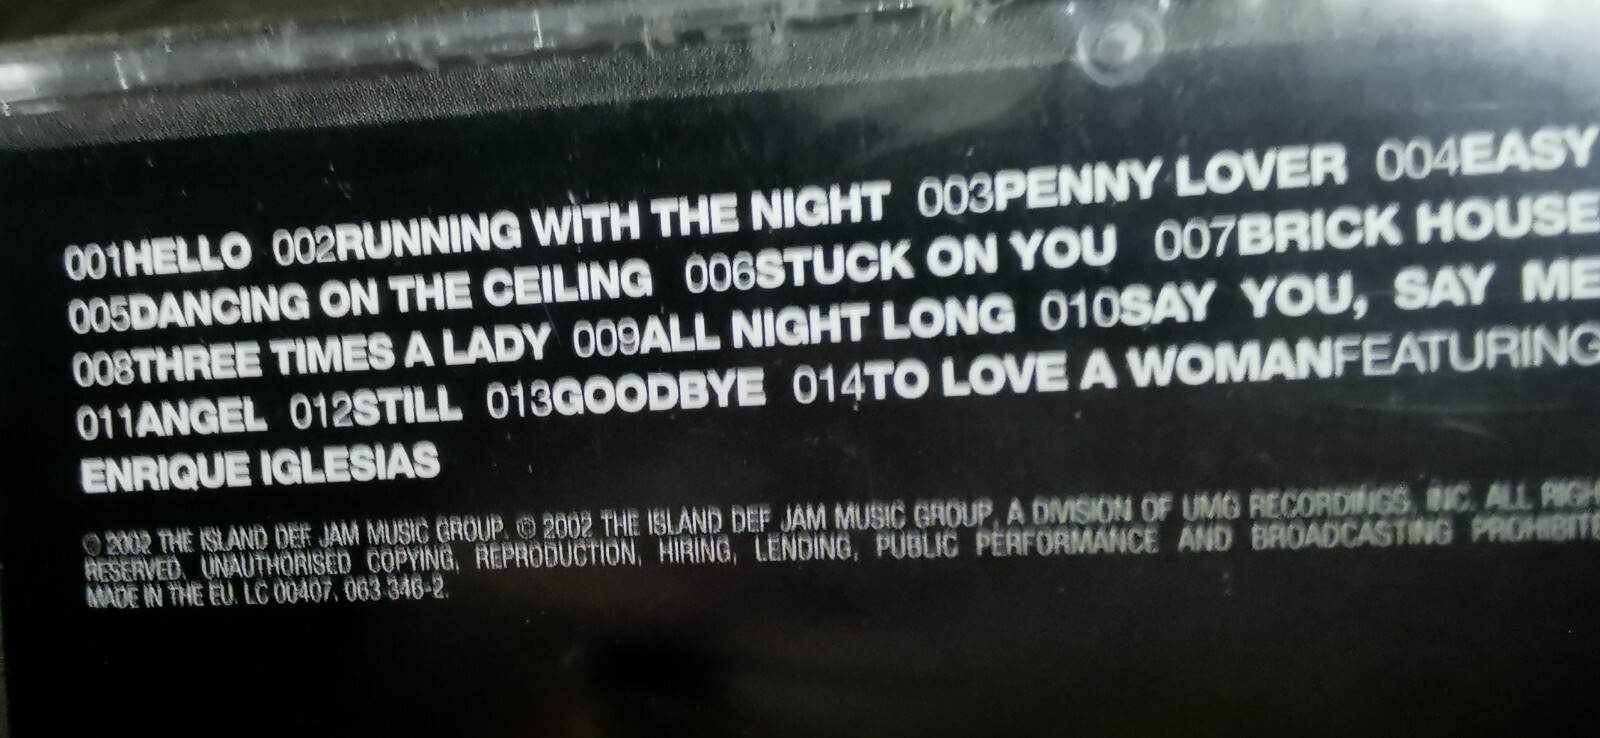 001HELLO 002RUNNING WITH THE NIGHT 003PENNY LOVER 004EASY
005DANCING ON THE CEILING 006STUCK ON YOU 007BRICK HOUSE
008THREE TIMES A LADY 009ALL NIGHT LONG 010SAY YOU, SAY ME
011ANGEL 012STILL 013GOODBYE 014TO LOVE A WOMANFEATURING
ENRIQUE IGLESIAS
℗ 2002 THE ISLAND DEF JAM MUSIC GROUP. © 2002 THE ISLAND DEF JAM MUSIC GROUP, A DIVISION OF UMG RECORDINGS, INC. ALL RIGH
RESERVED. UNAUTHORISED COPYING, REPRODUCTION, HIRING, LENDING, PUBLIC PERFORMANCE AND BROADCASTING PROHIBITE
MADE IN THE EU. LC 00407. 063 346-2.